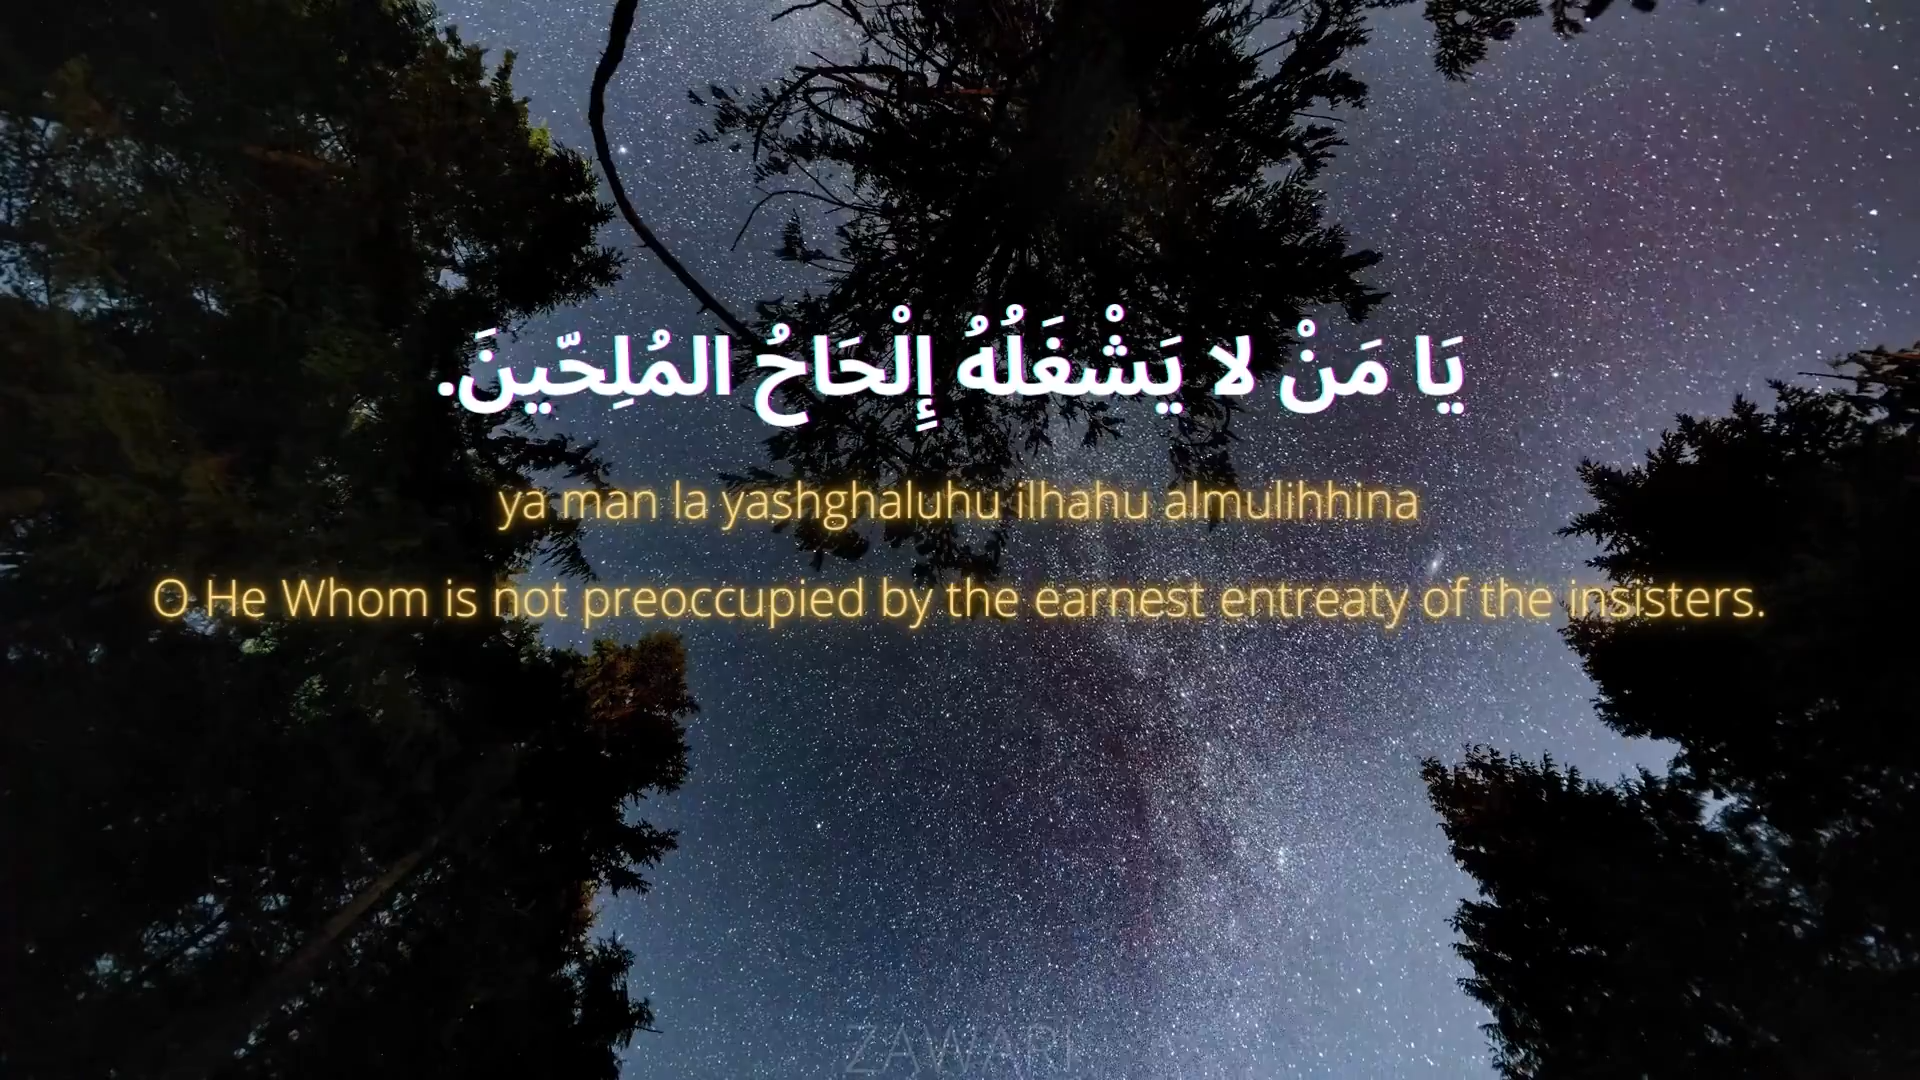 يَا مَنْ لا يَشْغَلُهُ إِلْحَاحُ المُلِحّينَ.
ya man la yashghaluhu ilhahu almulihhina
O He Whom is not preoccupied by the earnest entreaty of the insisters.
ZAWARI